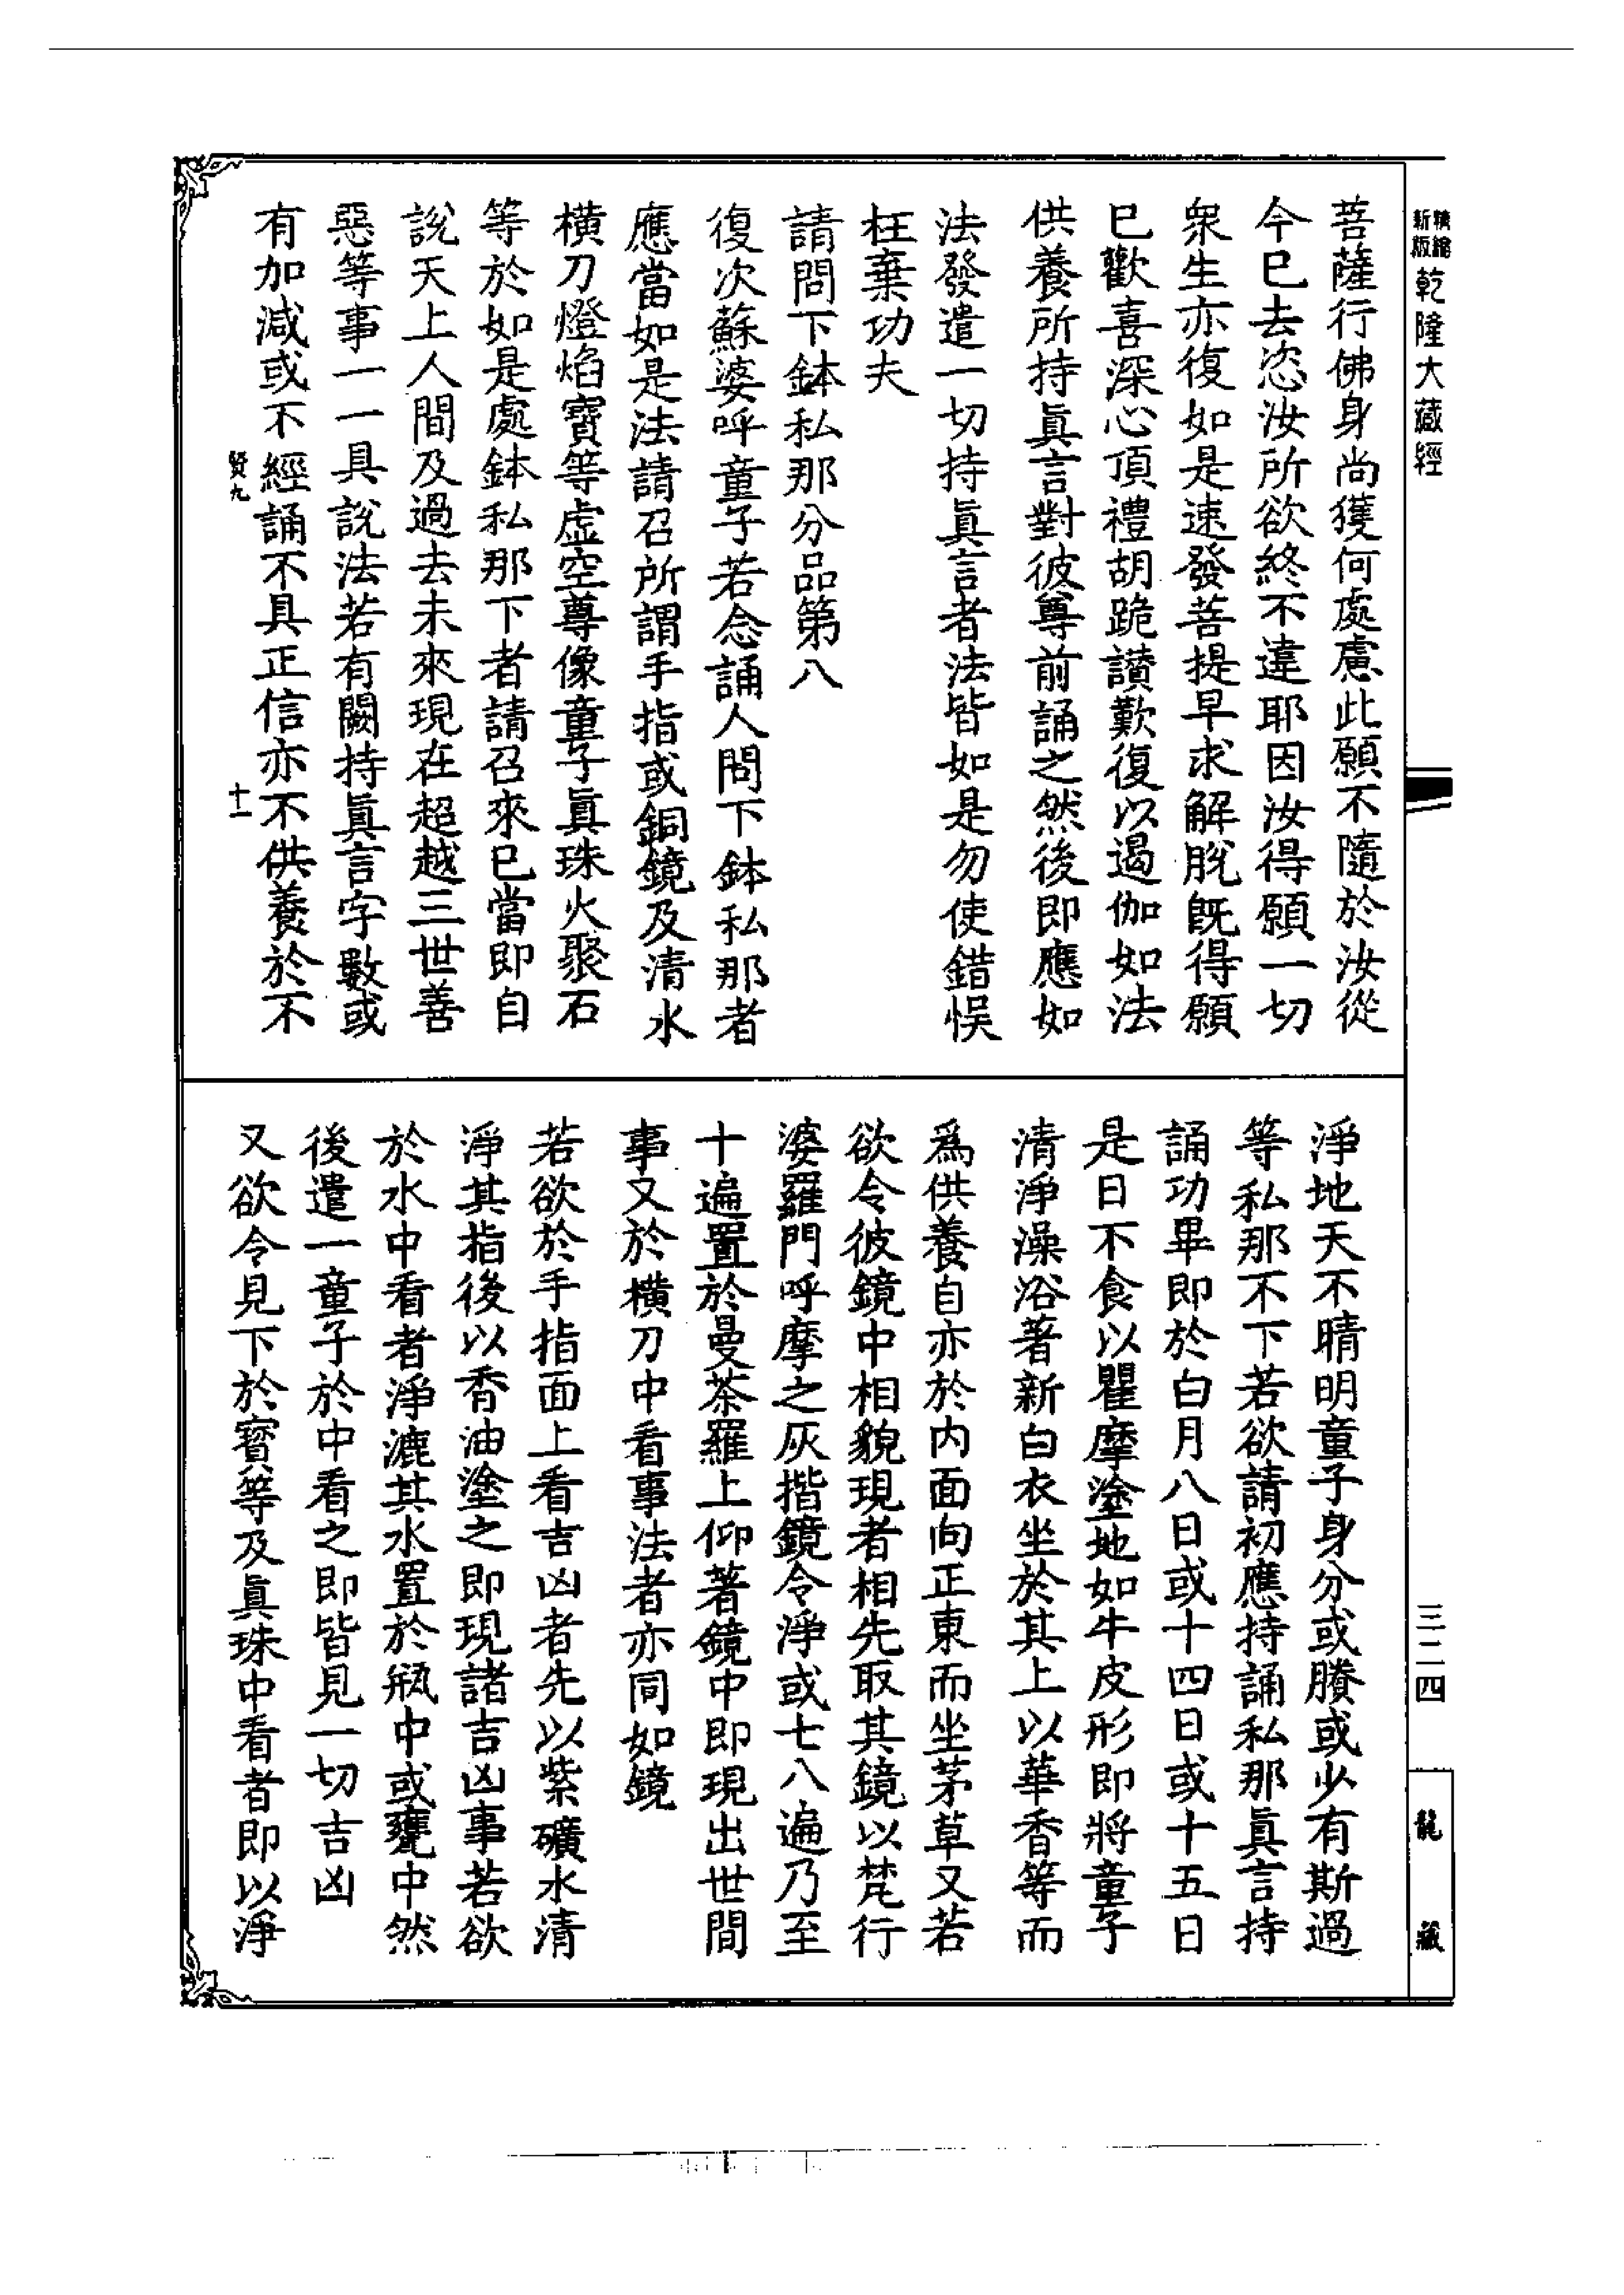 精縮
新版
乾隆大藏經
菩薩行佛身尚獲何處慮此願不隨於汝從
今已去恣汝所欲終不違耶因汝得願一切
衆生亦復如是速發菩提早求解脫旣得願
已歡喜深心頂禮胡跪讃歎復以遏伽如法
供養所持眞言對彼尊前誦之然後即應如
法發遣一切持眞言者法皆如是勿使錯悞
枉棄功夫
請問下鉢私那分品第八
復次蘇婆呼童子若念誦人問下鉢私那者
應當如是法請召所謂手指或銅鏡及清水
横刀燈焰寶等虛空尊像童子眞珠火聚石
等於如是處鉢私那下者請召來已當即自
說天上人間及過去未來現在超越三世善
惡等事一一具說法若有闕持眞言字數或
有加減或不經誦不具正信亦不供養於不
賢九
十一
淨地天不晴明童子身分或賸或少有斯過
等私那不下若欲請初應持誦私那眞言持
誦功畢即於白月八日或十四日或十五日
是日不食以瞿摩塗地如牛皮形即將童子
清淨澡浴著新白衣坐於其上以華香等而
爲供養自亦於内面向正東而坐茅草又若
欲令彼鏡中相貌現者相先取其鏡以梵行
婆羅門呼摩之灰揩鏡令淨或七八遍乃至
十遍置於曼茶羅上仰著鏡中即現出世間
事又於横刀中看事法者亦同如鏡
若欲於手指面上看吉凶者先以紫礦水清
淨其指後以香油塗之即現諸吉凶事若欲
於水中看者淨漉其水置於瓶中或甕中然
後遣一童子於中看之即皆見一切吉凶
又欲令見下於寳等及眞珠中看者即以淨
三二四
龍藏